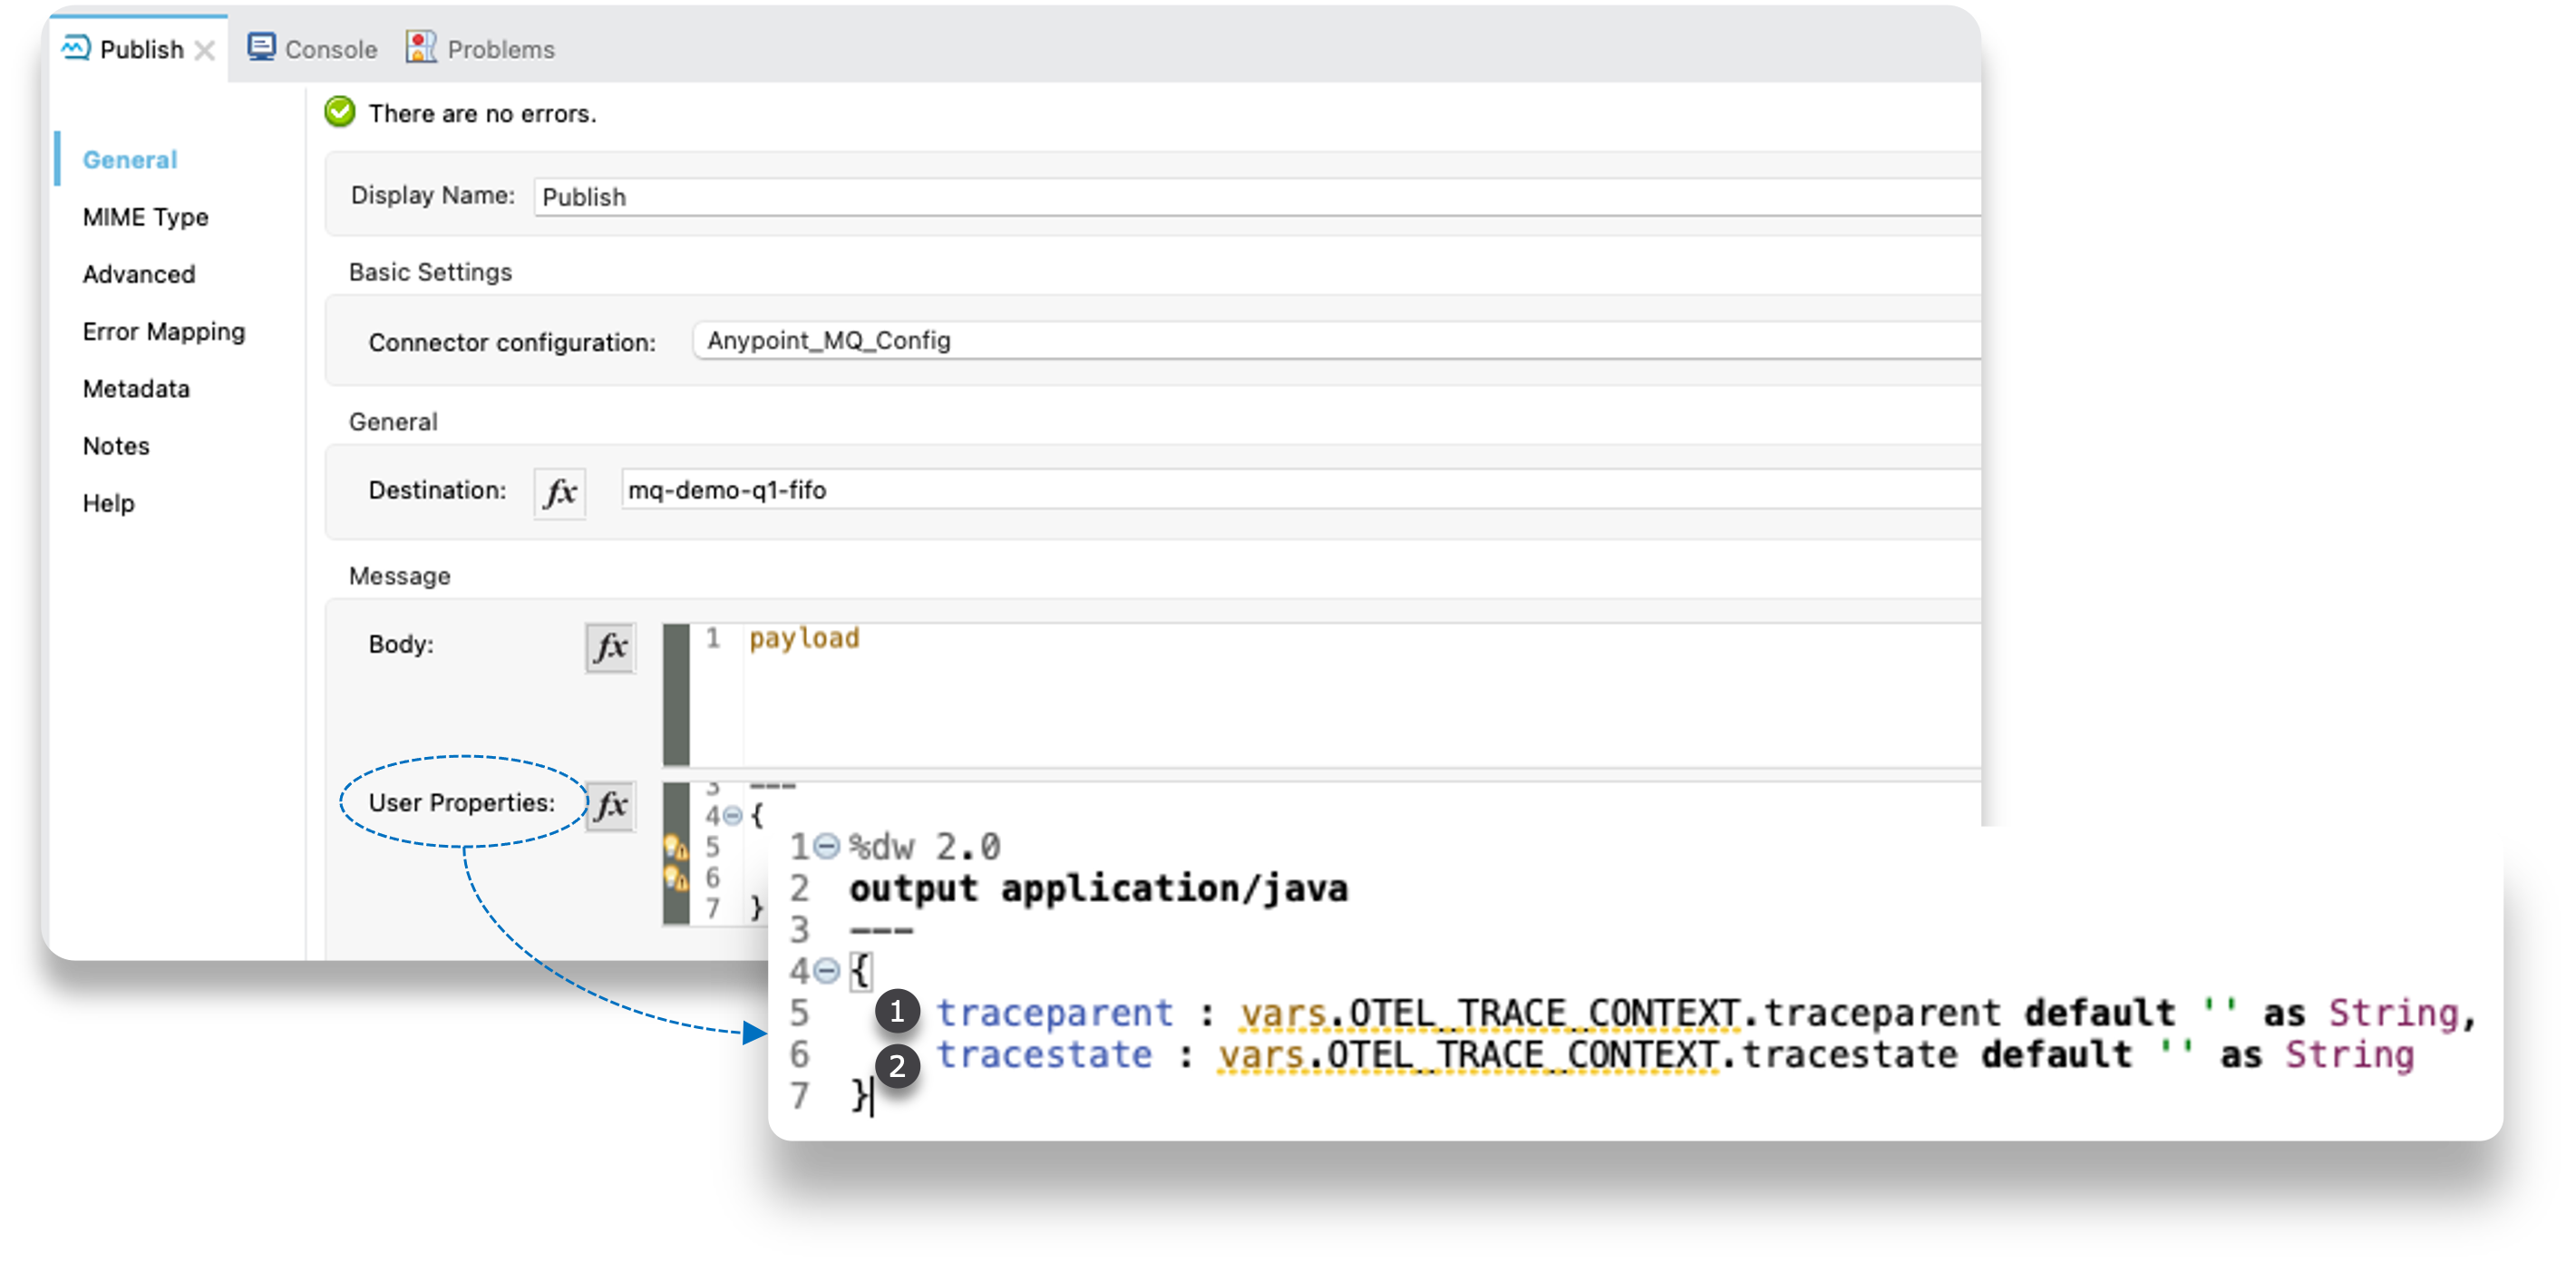 Publish Console Problems
There are no errors.
General
MIME Type
Advanced
Error Mapping
Metadata
Notes
Help
Display Name: Publish
Basic Settings
Connector configuration: Anypoint_MQ_Config
General
Destination: fx mq-demo-q1-fifo
Message
Body: fx 1 payload
User Properties: fx
3 ---
4 {
5
6
7 }
1 %dw 2.0
2 output application/java
3 ---
4 {
5 1 traceparent : vars.OTEL_TRACE_CONTEXT.traceparent default '' as String,
6 2 tracestate : vars.OTEL_TRACE_CONTEXT.tracestate default '' as String
7 }